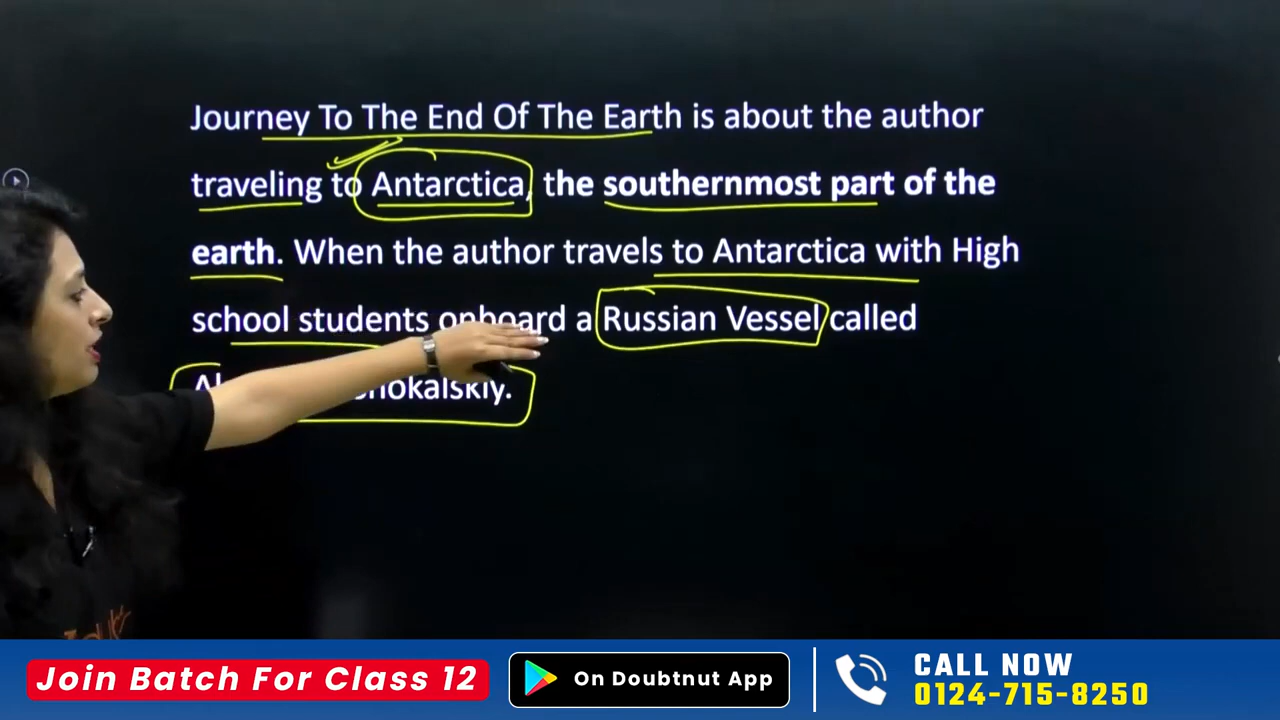 Journey To The End Of The Earth is about the author
traveling to Antarctica, the southernmost part of the
earth. When the author travels to Antarctica with High
school students onboard a Russian Vessel called
Join Batch For Class 12
On Doubtnut App
CALL NOW
0124-715-8250